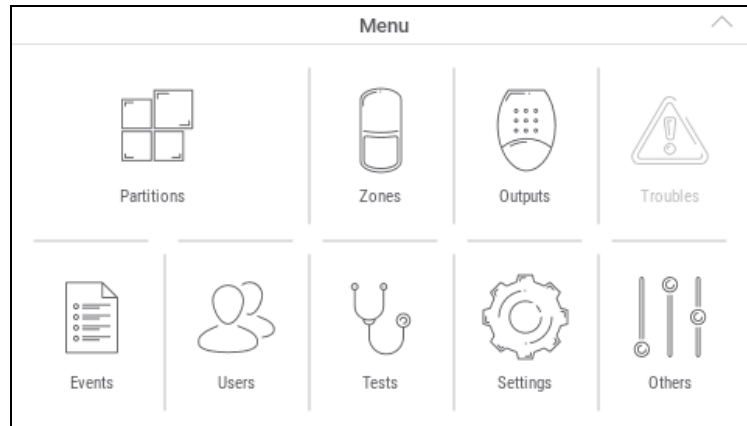 Menu
Partitions
Zones
Outputs
Troubles
Events
Users
Tests
Settings
Others